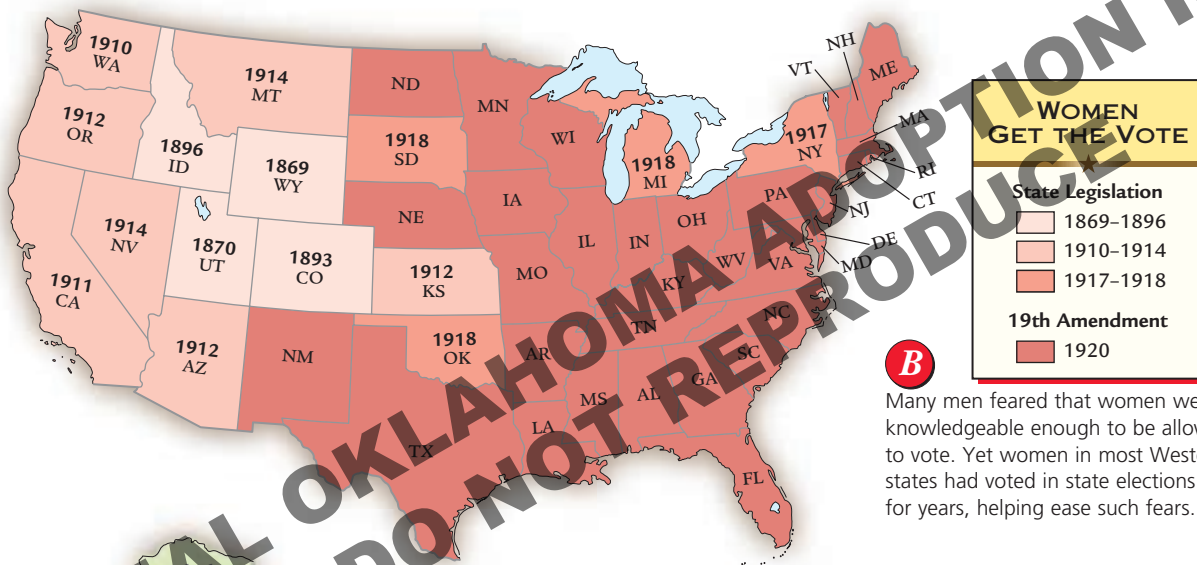 1910
WA
1914
MT
1912
OR
1896
ID
1869
WY
1914
NV
1911
CA
1870
UT
1893
CO
1912
AZ
1912
KS
ND
1918
SD
NE
NM
1918
OK
TX
MN
IA
MO
AR
LA
WI
IL
1918
MI
IN
OH
KY
TN
MS
AL
GA
FL
SC
NC
VA
WV
PA
1917
NY
VT
NH
ME
MA
RI
CT
NJ
DE
MD
WOMEN
GET THE VOTE
State Legislation
1869–1896
1910–1914
1917–1918
19th Amendment
1920
B
Many men feared that women
knowledgeable enough to be
to vote. Yet women in most
states had voted in state elections
for years, helping ease such fears.
OKLAHOMA ADOPTION
DO NOT REPRODUCE